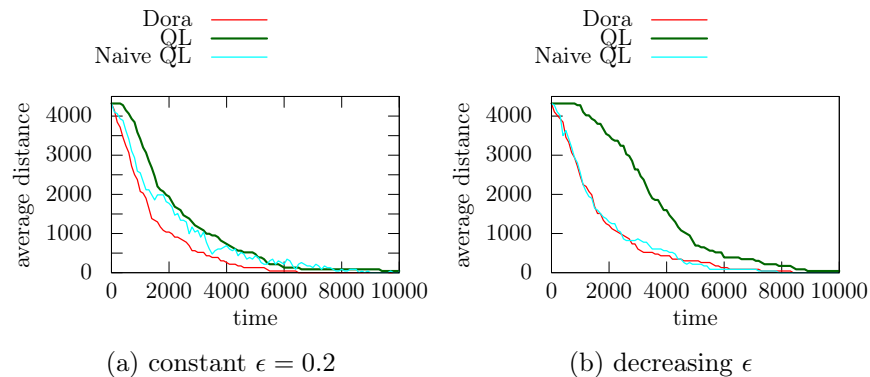 Dora
QL
Naive QL
4000
3000
2000
1000
0
average distance
0 2000 4000 6000 8000 10000
time
(a) constant ϵ = 0.2
Dora
QL
Naive QL
4000
3000
2000
1000
0
average distance
0 2000 4000 6000 8000 10000
time
(b) decreasing ϵ